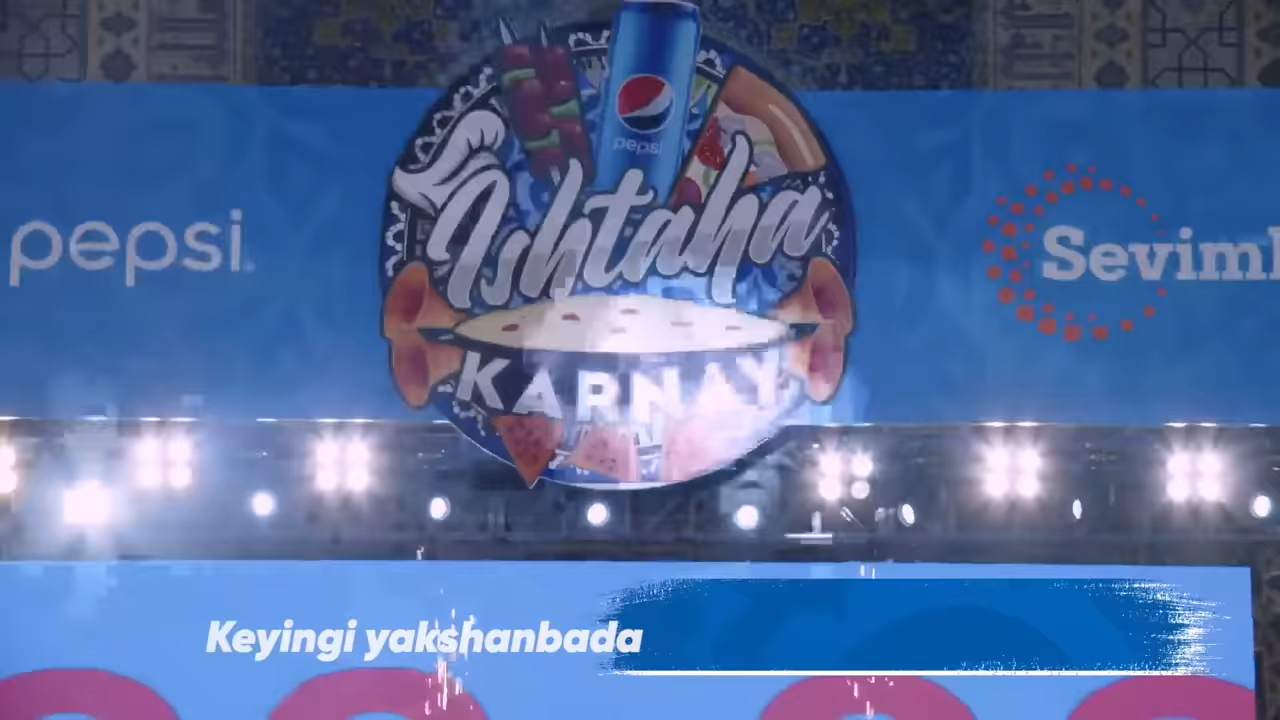 pepsi
Ishtaha
KARNAY
pepsi
Sevimli
Keyingi yakshanbada